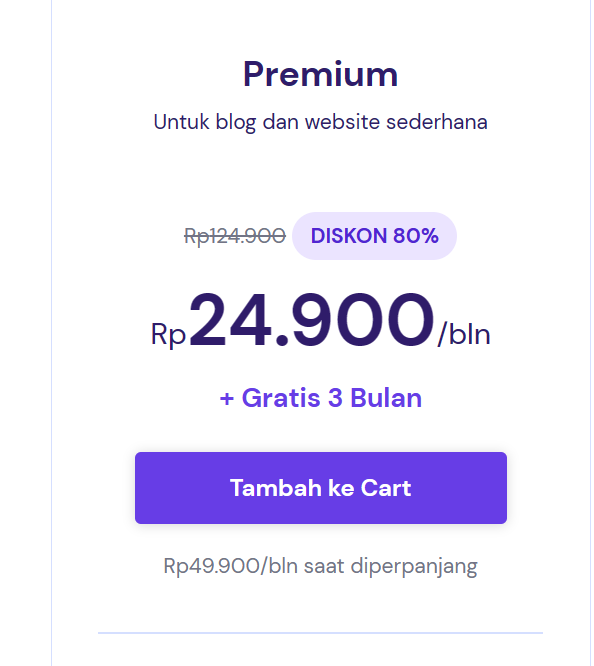 Premium
Untuk blog dan website sederhana
Rp124.900 DISKON 80%
Rp24.900/bln
+ Gratis 3 Bulan
Tambah ke Cart
Rp49.900/bln saat diperpanjang